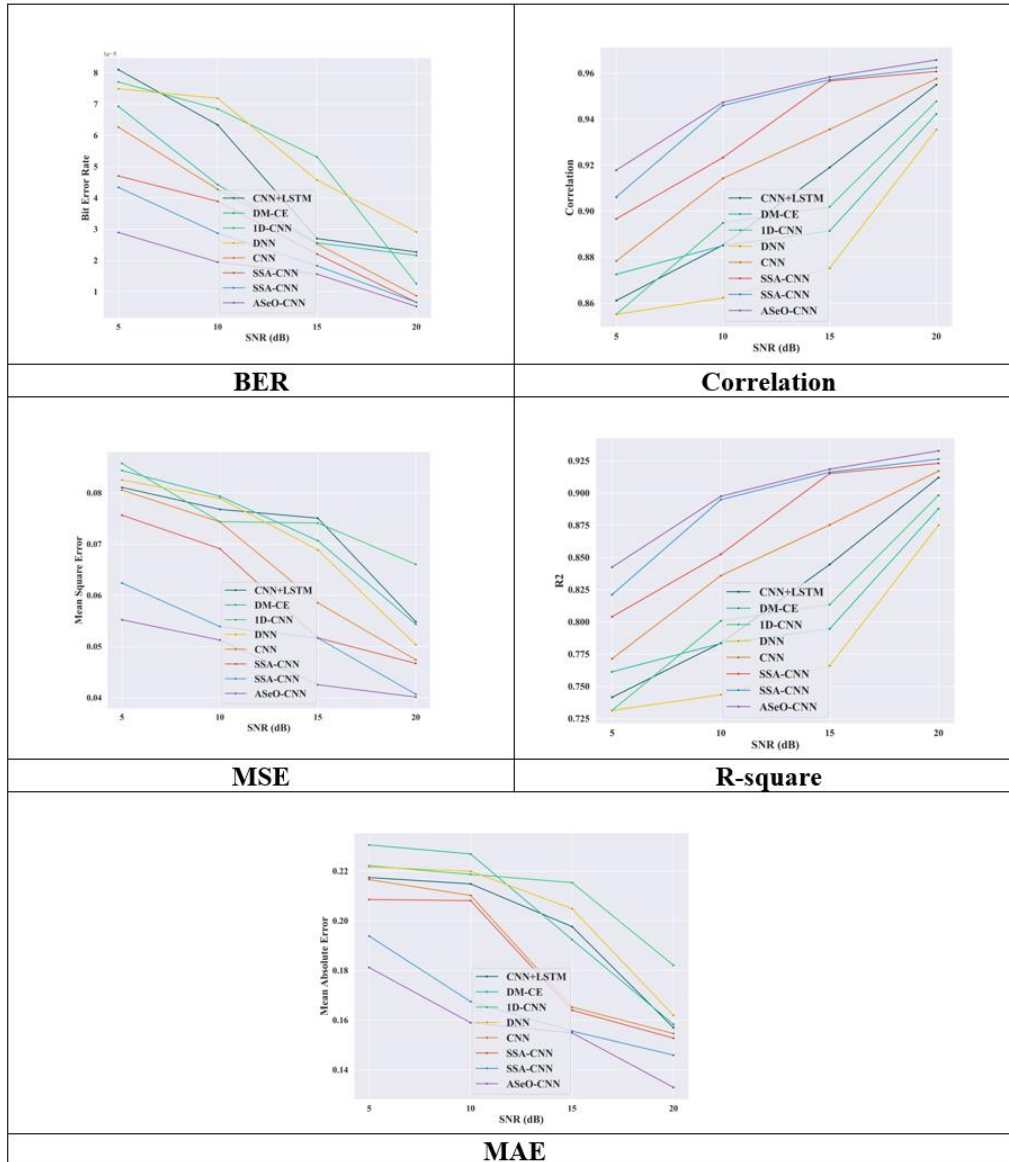 1e−5
8
7
6
5
4
3
2
1
Bit Error Rate
CNN+LSTM
DM-CE
1D-CNN
DNN
CNN
SSA-CNN
SSA-CNN
ASeO-CNN
5 10 15 20
SNR (dB)
BER
0.96
0.94
0.92
0.90
0.88
0.86
Correlation
CNN+LSTM
DM-CE
1D-CNN
DNN
CNN
SSA-CNN
SSA-CNN
ASeO-CNN
5 10 15 20
SNR (dB)
Correlation
0.08
0.07
0.06
0.05
0.04
Mean Square Error
CNN+LSTM
DM-CE
1D-CNN
DNN
CNN
SSA-CNN
SSA-CNN
ASeO-CNN
5 10 15 20
SNR (dB)
MSE
0.925
0.900
0.875
0.850
0.825
0.800
0.775
0.750
0.725
R2
CNN+LSTM
DM-CE
1D-CNN
DNN
CNN
SSA-CNN
SSA-CNN
ASeO-CNN
5 10 15 20
SNR (dB)
R-square
0.22
0.20
0.18
0.16
0.14
Mean Absolute Error
CNN+LSTM
DM-CE
1D-CNN
DNN
CNN
SSA-CNN
SSA-CNN
ASeO-CNN
5 10 15 20
SNR (dB)
MAE